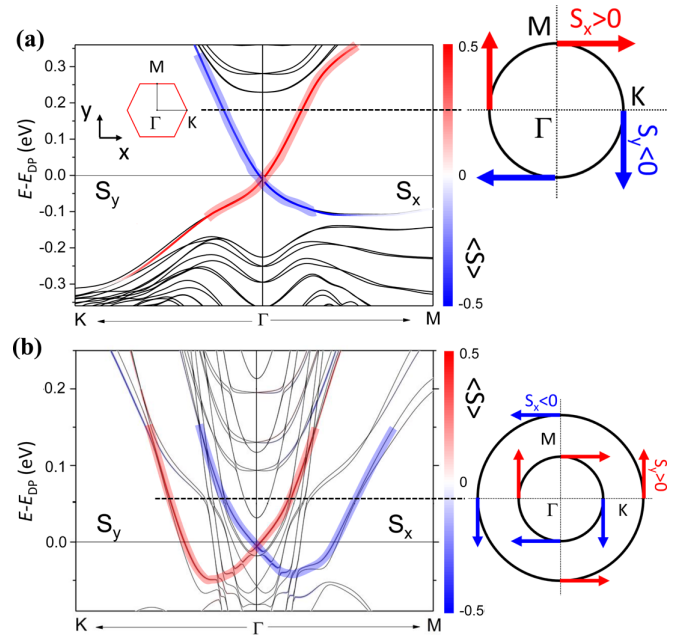 (a)
0.3
0.2
0.1
0.0
-0.1
-0.2
-0.3
E-E_DP (eV)
M
Γ
K
y
x
S_y
S_x
K
Γ
M
0.5
0
-0.5
<S>
M
S_x>0
K
Γ
S_y<0
(b)
0.2
0.1
0.0
E-E_DP (eV)
S_y
S_x
K
Γ
M
0.5
0
-0.5
<S>
S_x<0
M
S_y>0
Γ
K